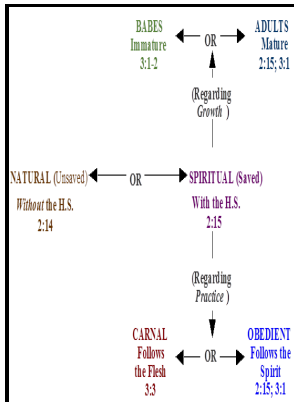 BABES
Immature
3:1-2
OR
ADULTS
Mature
2:15; 3:1
(Regarding
Growth )
NATURAL (Unsaved)
Without the H.S.
2:14
OR
SPIRITUAL (Saved)
With the H.S.
2:15
(Regarding
Practice )
CARNAL
Follows
the Flesh
3:3
OR
OBEDIENT
Follows the
Spirit
2:15; 3:1